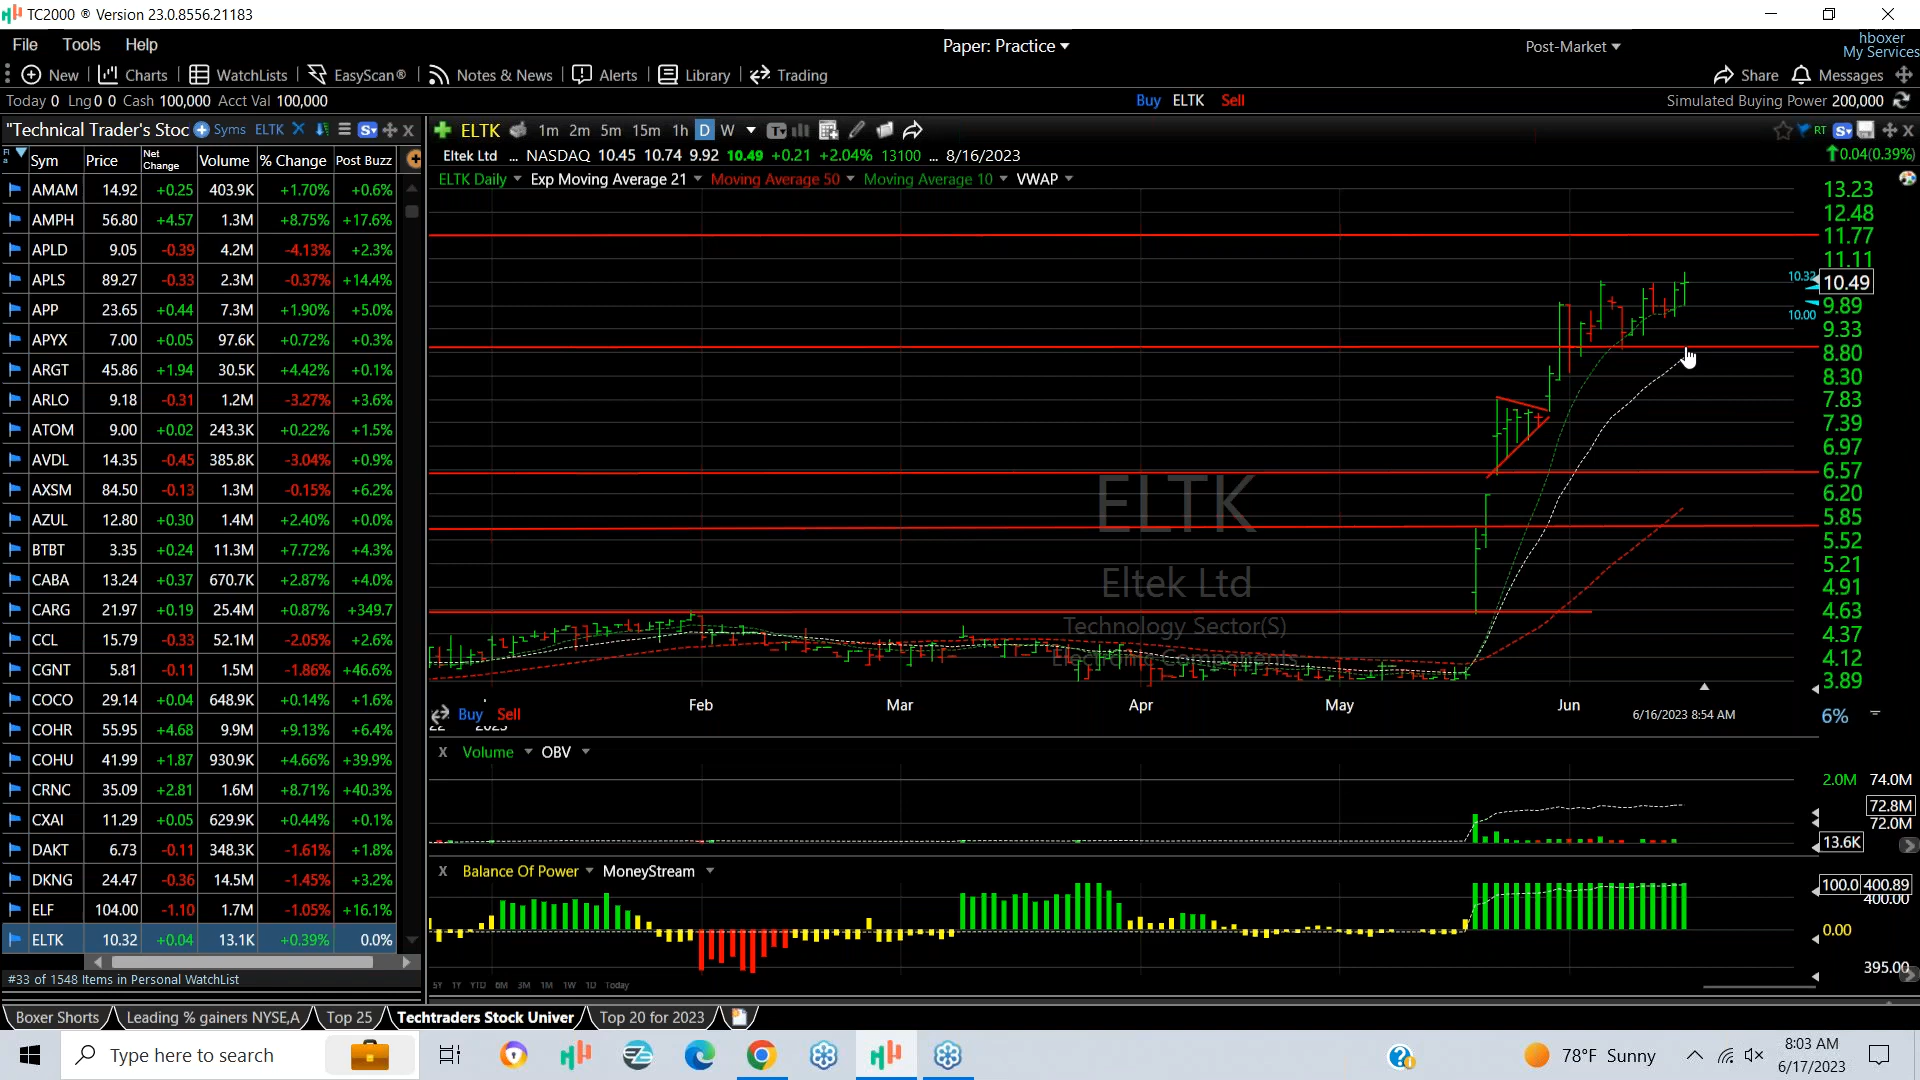 TC2000 ® Version 23.0.8556.21183
File Tools Help
Paper: Practice
Post-Market
hboxer
My Services
New Charts WatchLists EasyScan® Notes & News Alerts Library Trading
Share Messages
Today 0 Lng 0 0 Cash 100,000 Acct Val 100,000
Buy ELTK Sell
Simulated Buying Power 200,000
"Technical Trader's Stoc Syms ELTK
ELTK 1m 2m 5m 15m 1h D W
RT
Sym Price Net Change Volume % Change Post Buzz
Eltek Ltd ... NASDAQ 10.45 10.74 9.92 10.49 +0.21 +2.04% 13100 ... 8/16/2023
0.04(0.39%)
ELTK Daily Exp Moving Average 21 Moving Average 50 Moving Average 10 VWAP
AMAM 14.92 +0.25 403.9K +1.70% +0.6%
AMPH 56.80 +4.57 1.3M +8.75% +17.6%
APLD 9.05 -0.39 4.2M -4.13% +2.3%
APLS 89.27 -0.33 2.3M -0.37% +14.4%
APP 23.65 +0.44 7.3M +1.90% +5.0%
APYX 7.00 +0.05 97.6K +0.72% +0.3%
ARGT 45.86 +1.94 30.5K +4.42% +0.1%
ARLO 9.18 -0.31 1.2M -3.27% +3.6%
ATOM 9.00 +0.02 243.3K +0.22% +1.5%
AVDL 14.35 -0.45 385.8K -3.04% +0.9%
AXSM 84.50 -0.13 1.3M -0.15% +6.2%
AZUL 12.80 +0.30 1.4M +2.40% +0.0%
BTBT 3.35 +0.24 11.3M +7.72% +4.3%
CABA 13.24 +0.37 670.7K +2.87% +4.0%
CARG 21.97 +0.19 25.4M +0.87% +349.7
CCL 15.79 -0.33 52.1M -2.05% +2.6%
CGNT 5.81 -0.11 1.5M -1.86% +46.6%
COCO 29.14 +0.04 648.9K +0.14% +1.6%
COHR 55.95 +4.68 9.9M +9.13% +6.4%
COHU 41.99 +1.87 930.9K +4.66% +39.9%
CRNC 35.09 +2.81 1.6M +8.71% +40.3%
CXAI 11.29 +0.05 629.9K +0.44% +0.1%
DAKT 6.73 -0.11 348.3K -1.61% +1.8%
DKNG 24.47 -0.36 14.5M -1.45% +3.2%
ELF 104.00 -1.10 1.7M -1.05% +16.1%
ELTK 10.32 +0.04 13.1K +0.39% 0.0%
#33 of 1548 Items in Personal WatchList
13.23
12.48
11.77
11.11
10.32
10.49
9.89
10.00
9.33
8.80
8.30
7.83
7.39
6.97
6.57
6.20
5.85
5.52
5.21
4.91
4.63
4.37
4.12
3.89
ELTK
Eltek Ltd
Technology Sector(S)
Electronic Components
Feb Mar Apr May Jun
Buy Sell
6/16/2023 8:54 AM
6%
X Volume OBV
2.0M 74.0M
72.8M
72.0M
13.6K
X Balance Of Power MoneyStream
100.0 400.89
400.00
0.00
395.00
5Y 1Y YTD 6M 3M 1M 1W 1D Today
Boxer Shorts Leading % gainers NYSE,A Top 25 Techtraders Stock Univer Top 20 for 2023
Type here to search
78°F Sunny
8:03 AM
6/17/2023